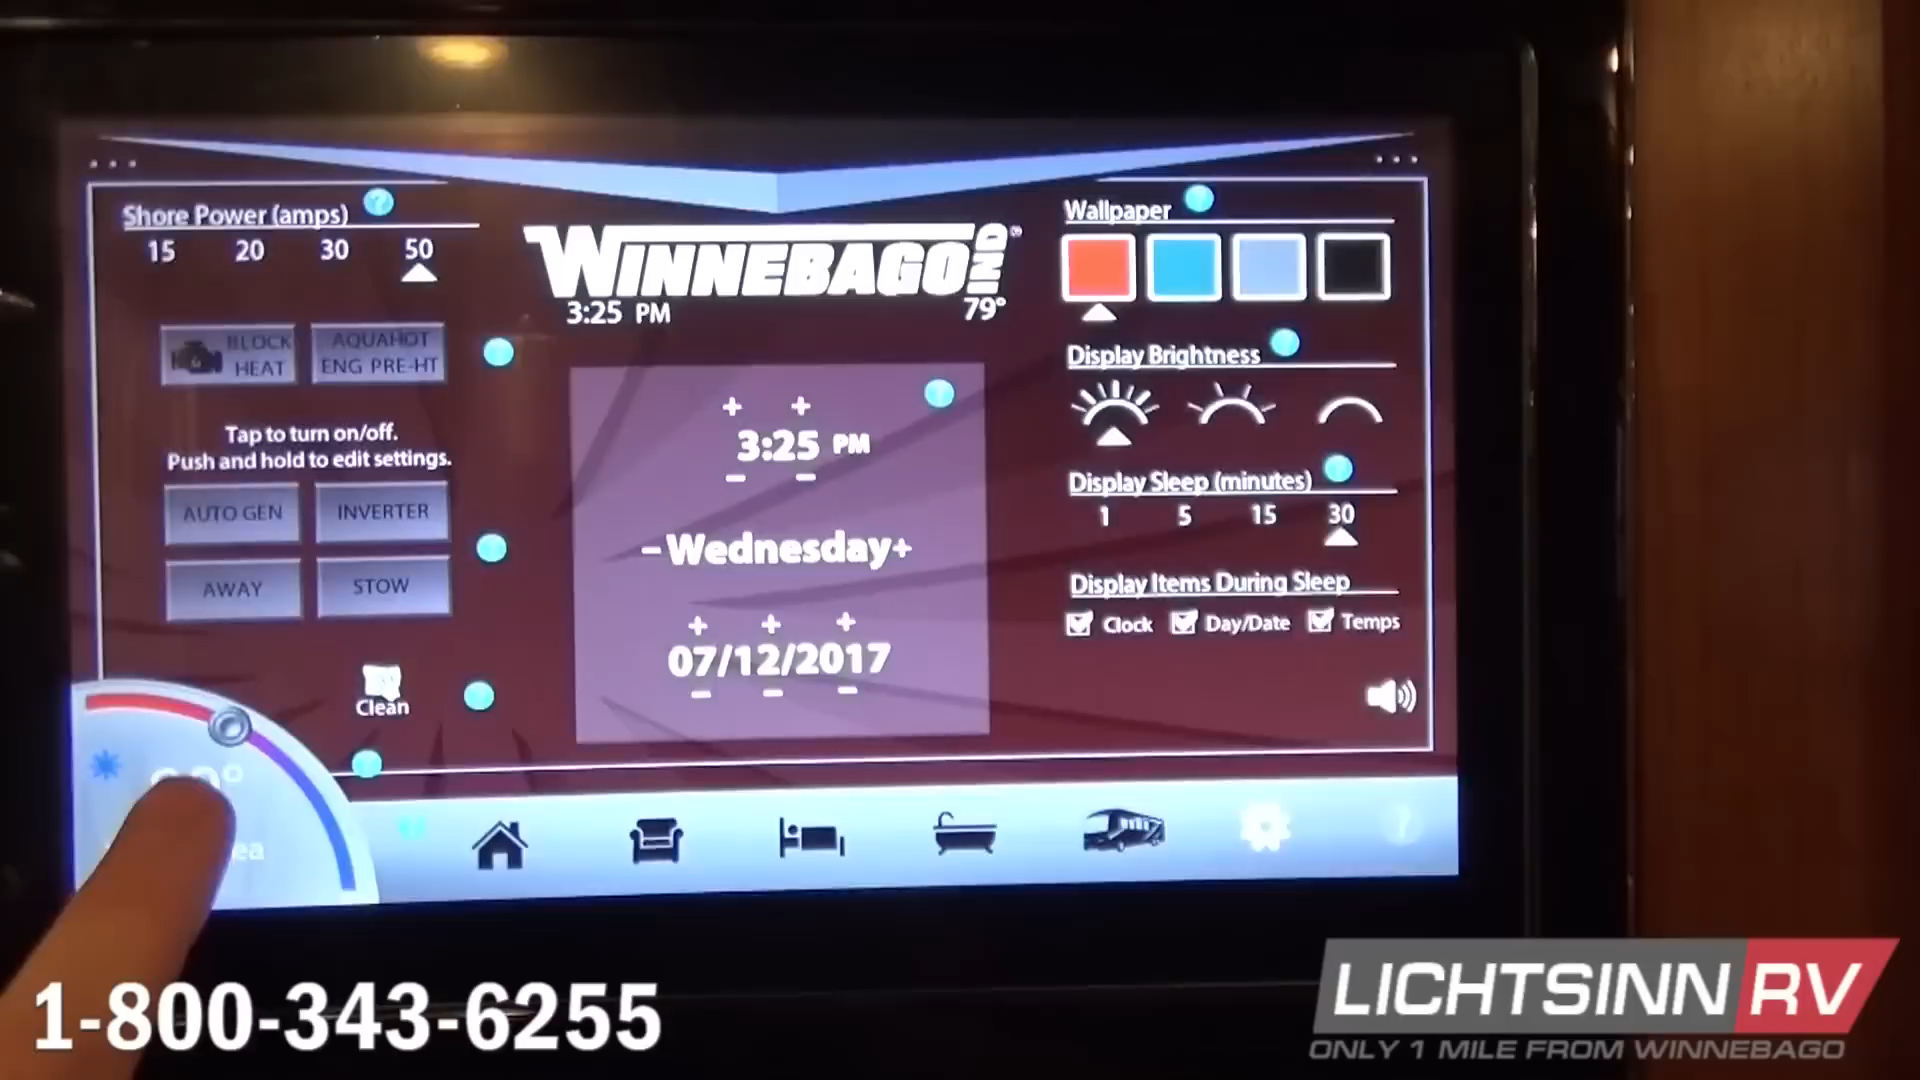 Shore Power (amps) ?
15 20 30 50
BLOCK HEAT
AQUAHOT ENG PRE-HT
Tap to turn on/off.
Push and hold to edit settings.
AUTO GEN INVERTER
AWAY STOW
Clean
WINNEBAGO IND®
3:25 PM 79°
+ +
3:25 PM
- -
-Wednesday+
+ + +
07/12/2017
- - -
Wallpaper ?
Display Brightness
Display Sleep (minutes)
1 5 15 30
Display Items During Sleep
Clock Day/Date Temps
1-800-343-6255
LICHTSINN RV
ONLY 1 MILE FROM WINNEBAGO